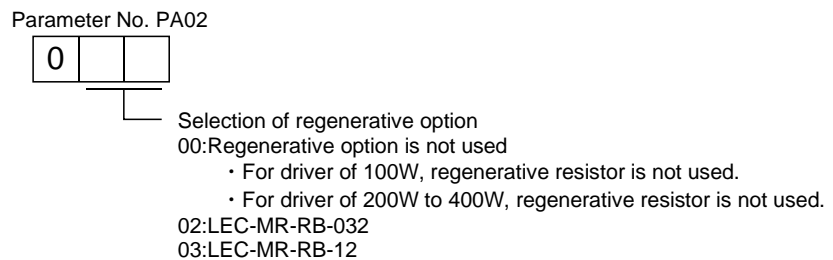 Parameter No. PA02
0
Selection of regenerative option
00:Regenerative option is not used
・For driver of 100W, regenerative resistor is not used.
・For driver of 200W to 400W, regenerative resistor is not used.
02:LEC-MR-RB-032
03:LEC-MR-RB-12